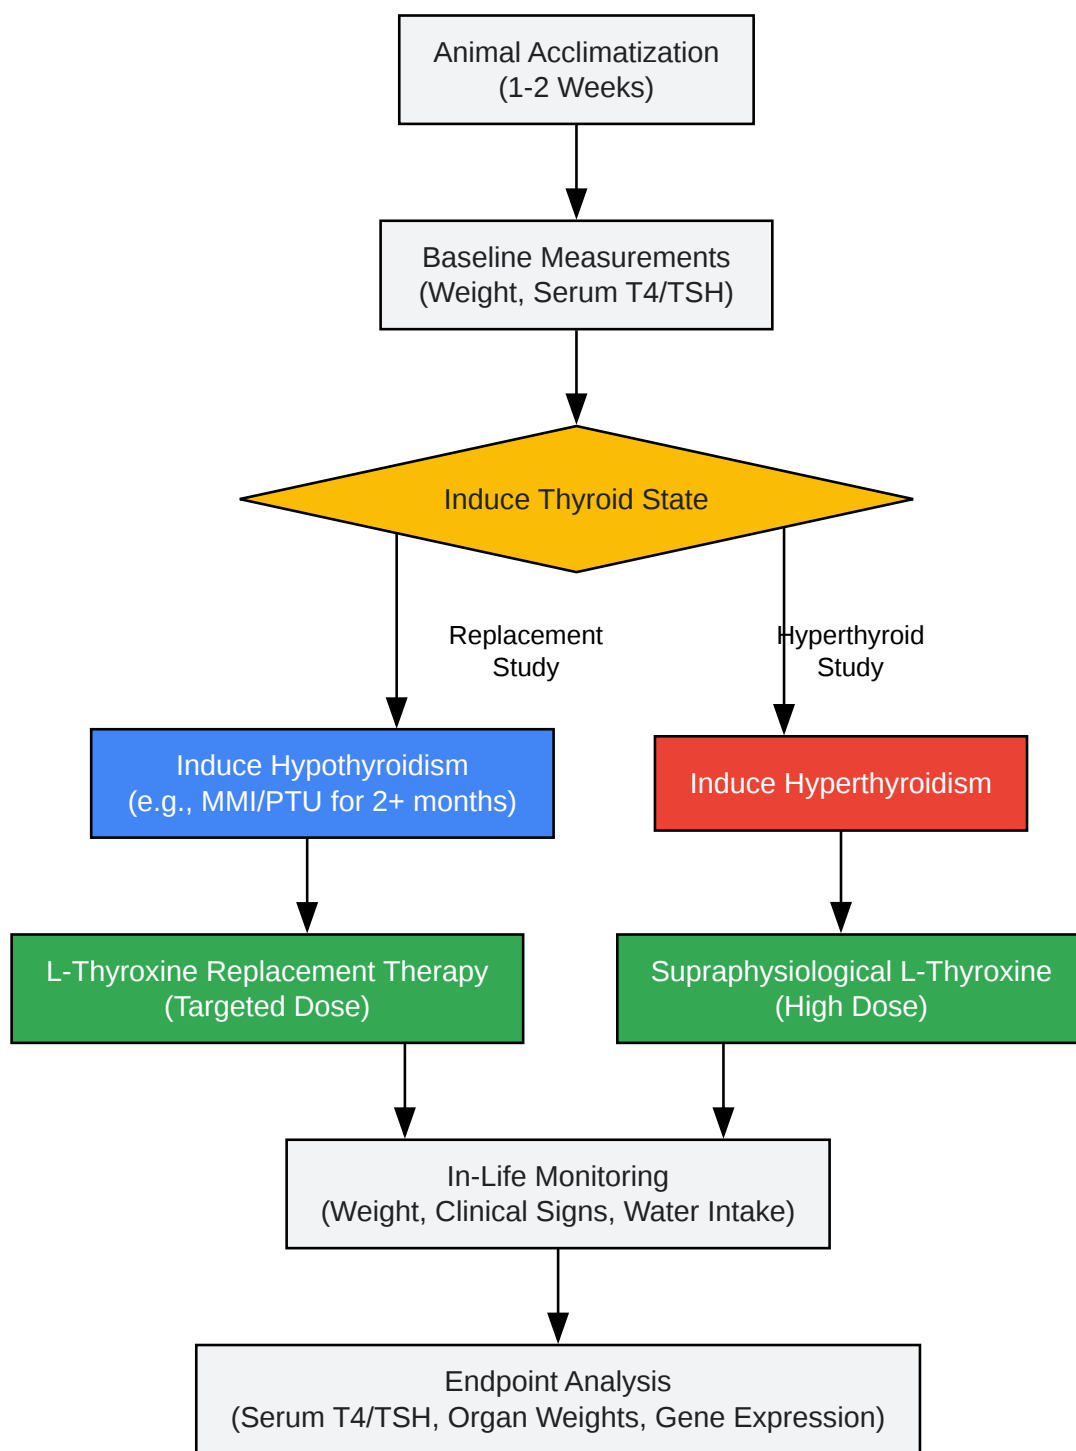 Animal Acclimatization
(1-2 Weeks)
Baseline Measurements
(Weight, Serum T4/TSH)
Induce Thyroid State
Replacement
Study
Hyperthyroid
Study
Induce Hypothyroidism
(e.g., MMI/PTU for 2+ months)
Induce Hyperthyroidism
L-Thyroxine Replacement Therapy
(Targeted Dose)
Supraphysiological L-Thyroxine
(High Dose)
In-Life Monitoring
(Weight, Clinical Signs, Water Intake)
Endpoint Analysis
(Serum T4/TSH, Organ Weights, Gene Expression)